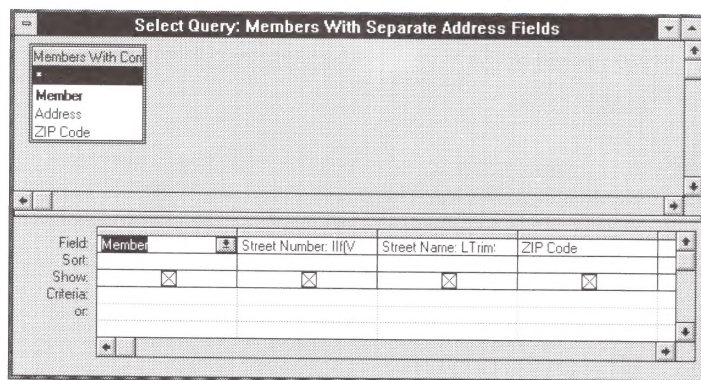 Select Query: Members With Separate Address Fields
Members With Con
*
Member
Address
ZIP Code
Field: Member Street Number: IIf(V Street Name: LTrim: ZIP Code
Sort:
Show:
Criteria:
or: